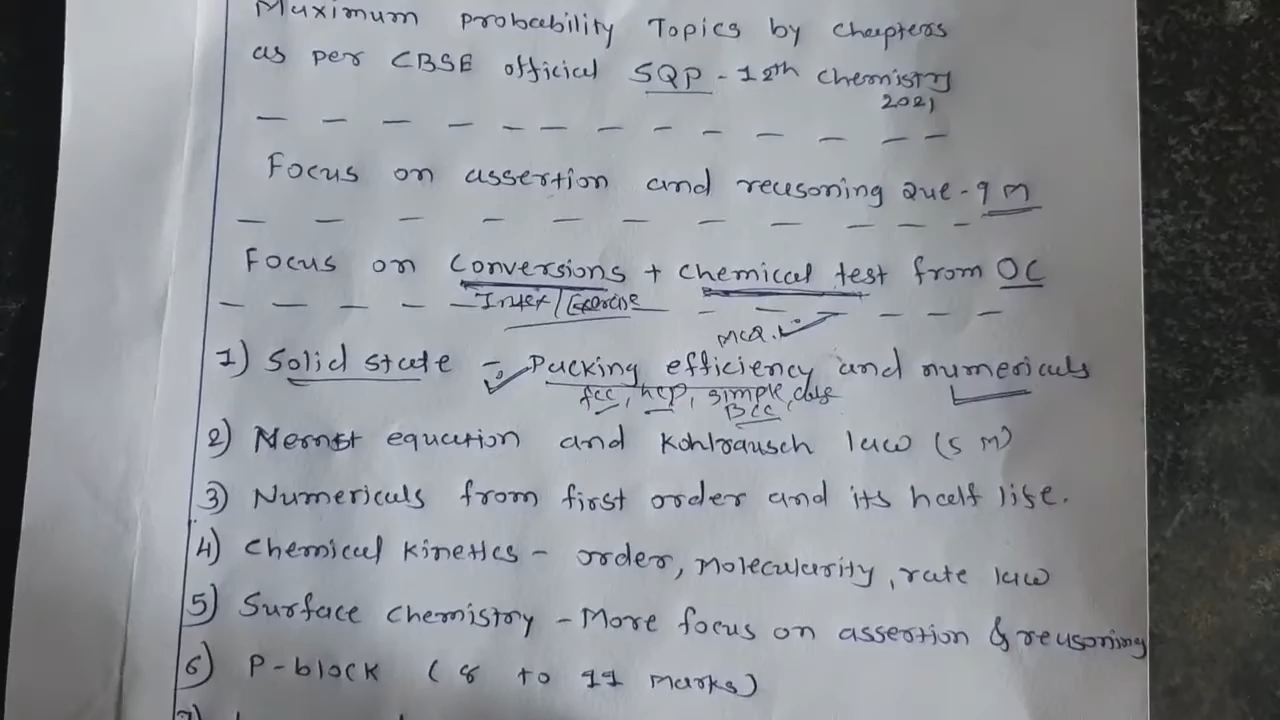 Maximum probability Topics by chapters
as per CBSE official SQP - 12th chemistry
2021
Focus on assertion and reasoning Que - 9 M
Focus on conversions + chemical test from OC
Intex/Exercise
MCQ.
1) Solid state - Packing efficiency and numericals
fcc, hcp, simple,
BCC
2) Nernst equation and Kohlrausch law (5 M)
3) Numericals from first order and its half life.
4) Chemical kinetics - order, Molecularity, rate law
5) Surface chemistry - More focus on assertion & reasoning
6) P-block (8 to 11 Marks)
7)